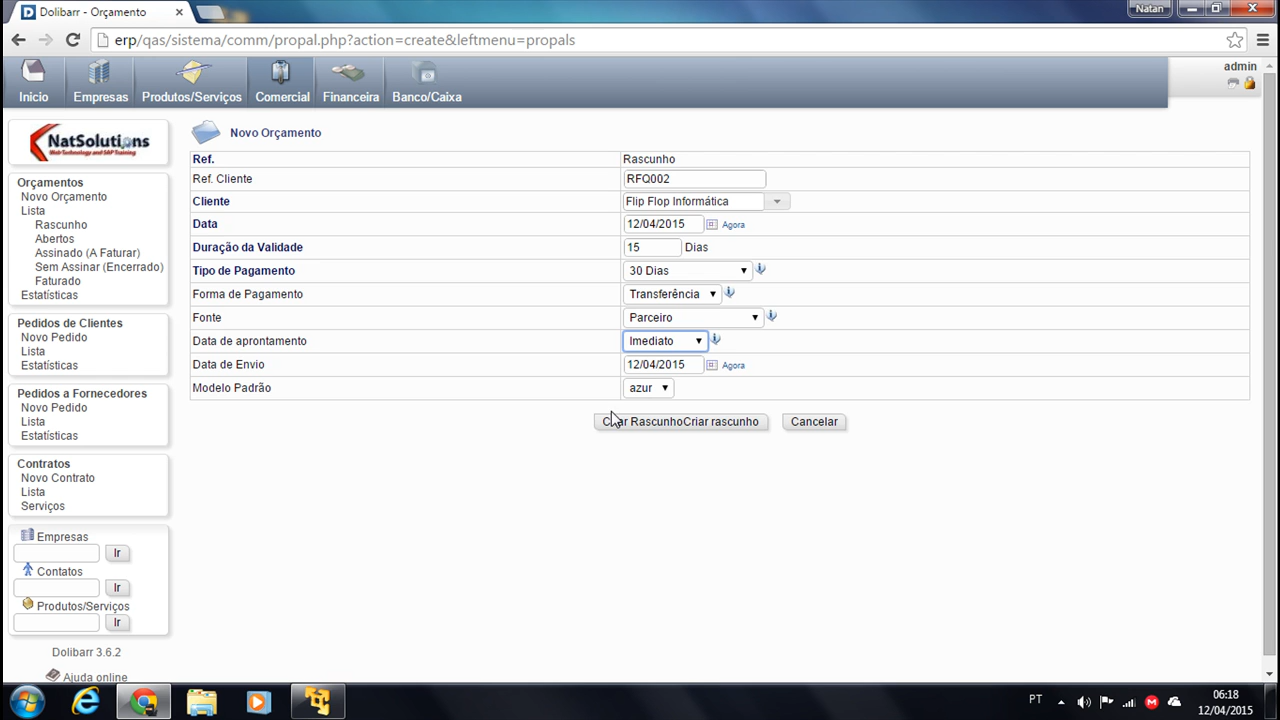 Dolibarr - Orçamento
Natan
erp/qas/sistema/comm/propal.php?action=create&leftmenu=propals
Inicio
Empresas
Produtos/Serviços
Comercial
Financeira
Banco/Caixa
admin
NatSolutions
Web Technology and SAP Training
Orçamentos
Novo Orçamento
Lista
Rascunho
Abertos
Assinado (A Faturar)
Sem Assinar (Encerrado)
Faturado
Estatísticas
Pedidos de Clientes
Novo Pedido
Lista
Estatísticas
Pedidos a Fornecedores
Novo Pedido
Lista
Estatísticas
Contratos
Novo Contrato
Lista
Serviços
Empresas
Ir
Contatos
Ir
Produtos/Serviços
Ir
Dolibarr 3.6.2
Ajuda online
Novo Orçamento
Ref. Rascunho
Ref. Cliente RFQ002
Cliente Flip Flop Informática
Data 12/04/2015 Agora
Duração da Validade 15 Dias
Tipo de Pagamento 30 Dias
Forma de Pagamento Transferência
Fonte Parceiro
Data de aprontamento Imediato
Data de Envio 12/04/2015 Agora
Modelo Padrão azur
Criar RascunhoCriar rascunho Cancelar
PT
06:18
12/04/2015